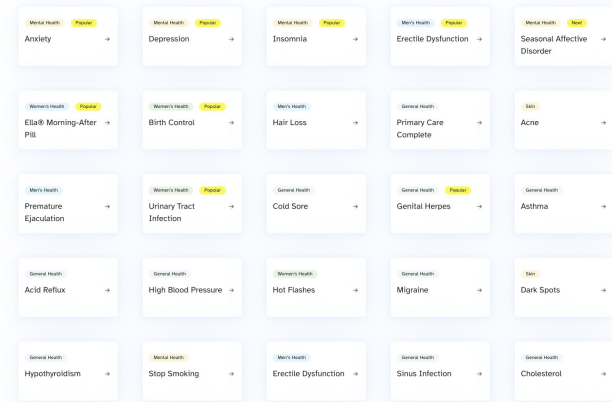 Mental Health Popular
Anxiety →
Mental Health Popular
Depression →
Mental Health Popular
Insomnia →
Men's Health Popular
Erectile Dysfunction →
Mental Health New!
Seasonal Affective →
Disorder
Women's Health Popular
Ella® Morning-After →
Pill
Women's Health Popular
Birth Control →
Men's Health
Hair Loss →
General Health
Primary Care →
Complete
Skin
Acne →
Men's Health
Premature →
Ejaculation
Women's Health Popular
Urinary Tract →
Infection
General Health
Cold Sore →
General Health Popular
Genital Herpes →
General Health
Asthma →
General Health
Acid Reflux →
General Health
High Blood Pressure →
Women's Health
Hot Flashes →
General Health
Migraine →
Skin
Dark Spots →
General Health
Hypothyroidism →
Mental Health
Stop Smoking →
Men's Health
Erectile Dysfunction →
General Health
Sinus Infection →
General Health
Cholesterol →